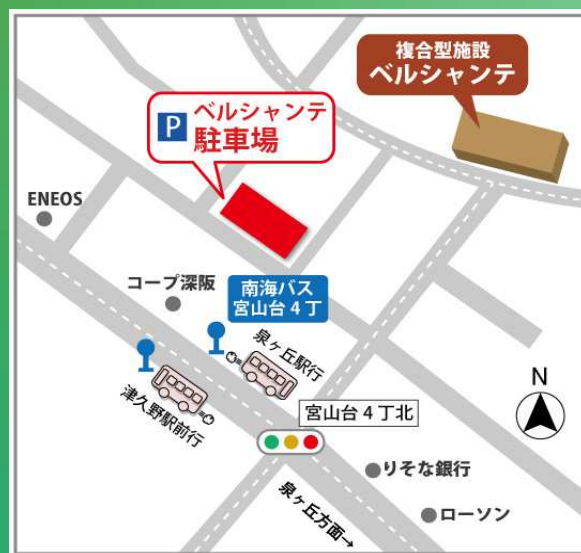 複合型施設
ベルシャンテ
P
ベルシャンテ
駐車場
ENEOS
コープ深阪
南海バス
宮山台4丁
泉ヶ丘駅行
津久野駅前行
宮山台4丁北
N
りそな銀行
泉ヶ丘方面→
ローソン